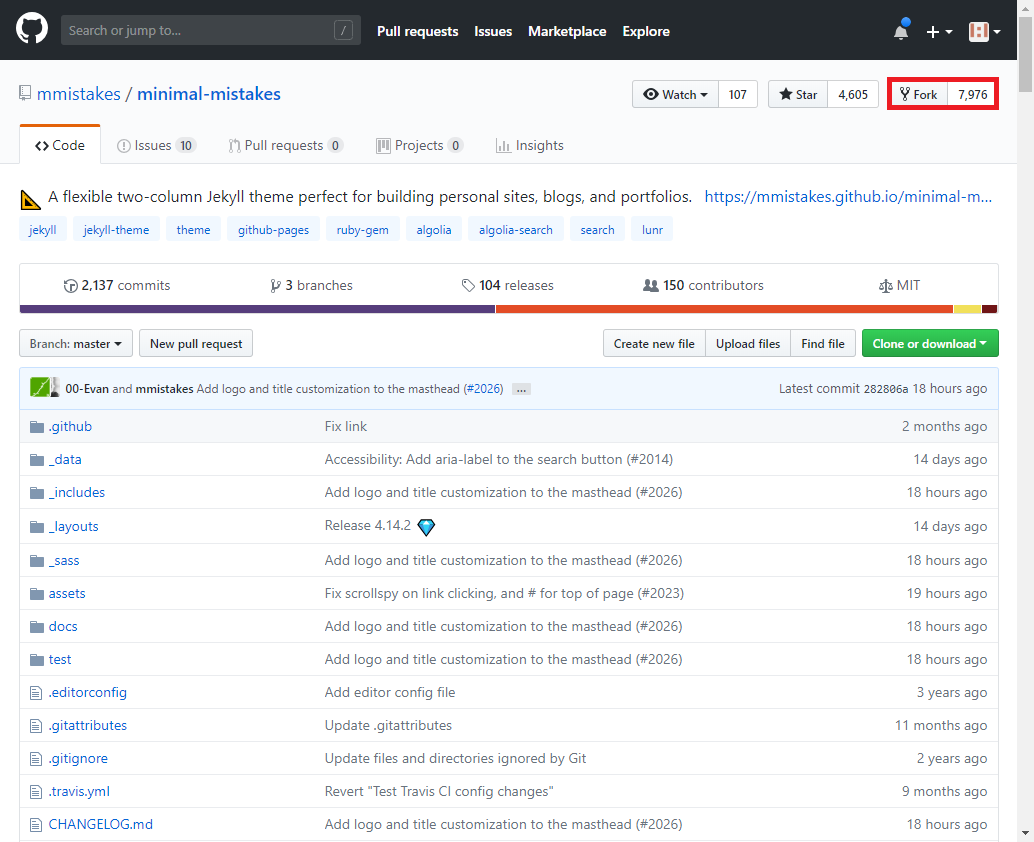 Search or jump to... / Pull requests Issues Marketplace Explore
mmistakes / minimal-mistakes Watch 107 Star 4,605 Fork 7,976
Code Issues 10 Pull requests 0 Projects 0 Insights
A flexible two-column Jekyll theme perfect for building personal sites, blogs, and portfolios. https://mmistakes.github.io/minimal-m...
jekyll jekyll-theme theme github-pages ruby-gem algolia algolia-search search lunr
2,137 commits 3 branches 104 releases 150 contributors MIT
Branch: master New pull request Create new file Upload files Find file Clone or download
00-Evan and mmistakes Add logo and title customization to the masthead (#2026) ... Latest commit 282806a 18 hours ago
.github Fix link 2 months ago
_data Accessibility: Add aria-label to the search button (#2014) 14 days ago
_includes Add logo and title customization to the masthead (#2026) 18 hours ago
_layouts Release 4.14.2 14 days ago
_sass Add logo and title customization to the masthead (#2026) 18 hours ago
assets Fix scrollspy on link clicking, and # for top of page (#2023) 19 hours ago
docs Add logo and title customization to the masthead (#2026) 18 hours ago
test Add logo and title customization to the masthead (#2026) 18 hours ago
.editorconfig Add editor config file 3 years ago
.gitattributes Update .gitattributes 11 months ago
.gitignore Update files and directories ignored by Git 2 years ago
.travis.yml Revert "Test Travis CI config changes" 9 months ago
CHANGELOG.md Add logo and title customization to the masthead (#2026) 18 hours ago